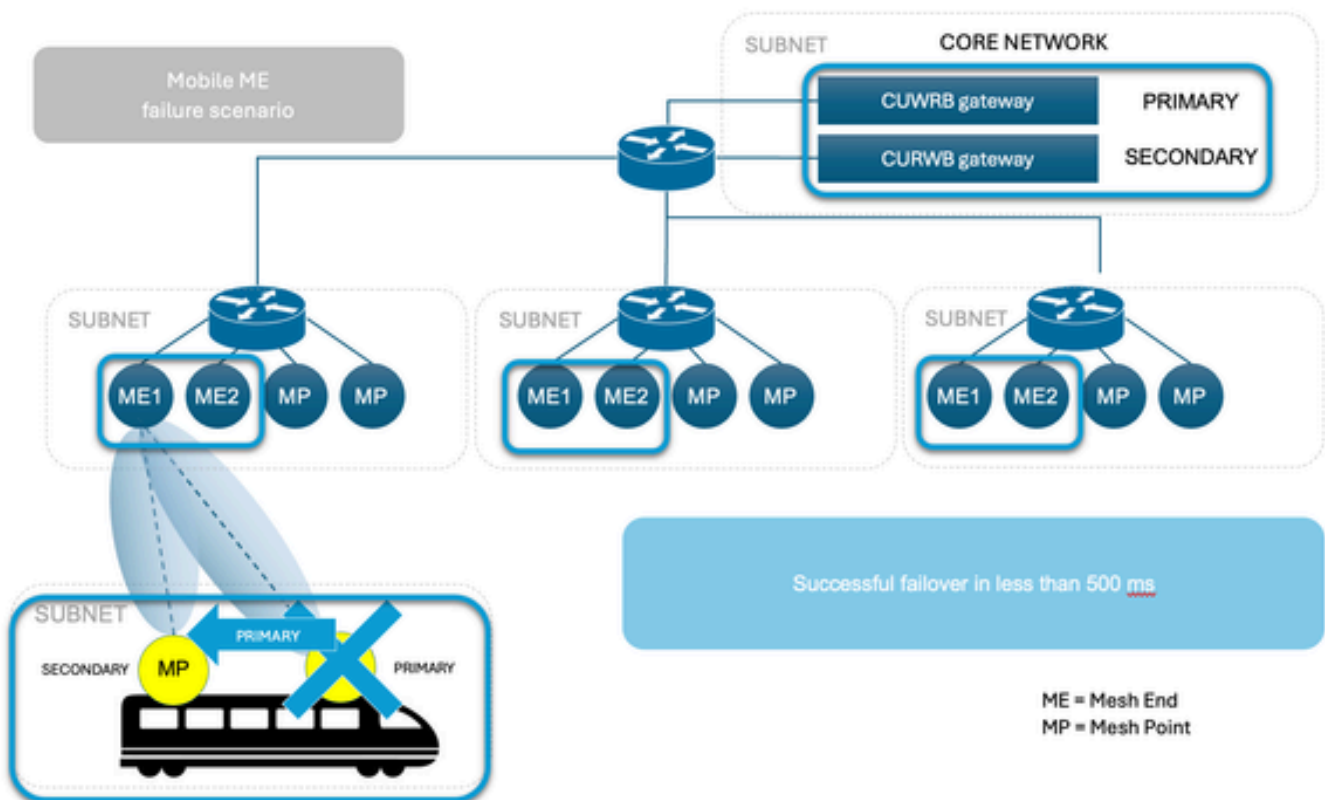 SUBNET
CORE NETWORK
Mobile ME
failure scenario
CUWRB gateway
PRIMARY
CURWB gateway
SECONDARY
SUBNET
ME1
ME2
MP
MP
SUBNET
ME1
ME2
MP
MP
SUBNET
ME1
ME2
MP
MP
Successful failover in less than 500 ms
SUBNET
PRIMARY
SECONDARY
MP
PRIMARY
ME = Mesh End
MP = Mesh Point